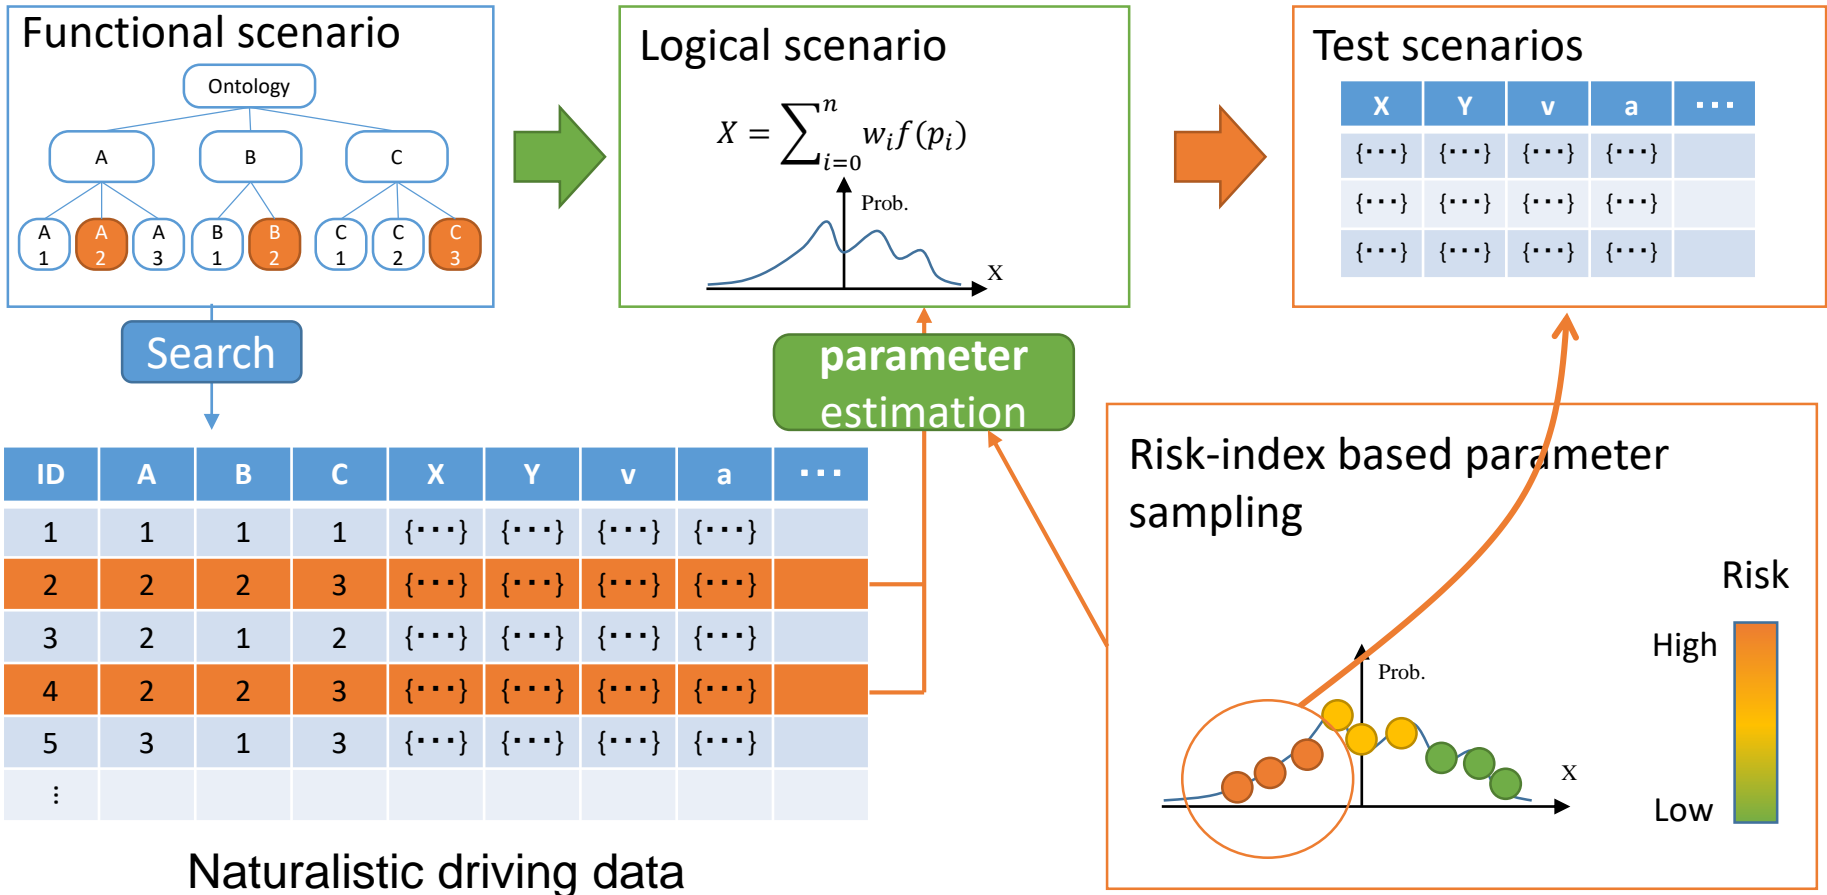 Functional scenario
Ontology
A B C
A 1 A 2 A 3 B 1 B 2 C 1 C 2 C 3
Search
Logical scenario
X = ∑_{i=0}^{n} w_i f(p_i)
Prob.
X
parameter
estimation
Test scenarios
X Y v a ···
{···} {···} {···} {···}
{···} {···} {···} {···}
{···} {···} {···} {···}
ID A B C X Y v a ···
1 1 1 1 {···} {···} {···} {···}
2 2 2 3 {···} {···} {···} {···}
3 2 1 2 {···} {···} {···} {···}
4 2 2 3 {···} {···} {···} {···}
5 3 1 3 {···} {···} {···} {···}
⋮
Naturalistic driving data
Risk-index based parameter
sampling
Risk
High
Low
Prob.
X